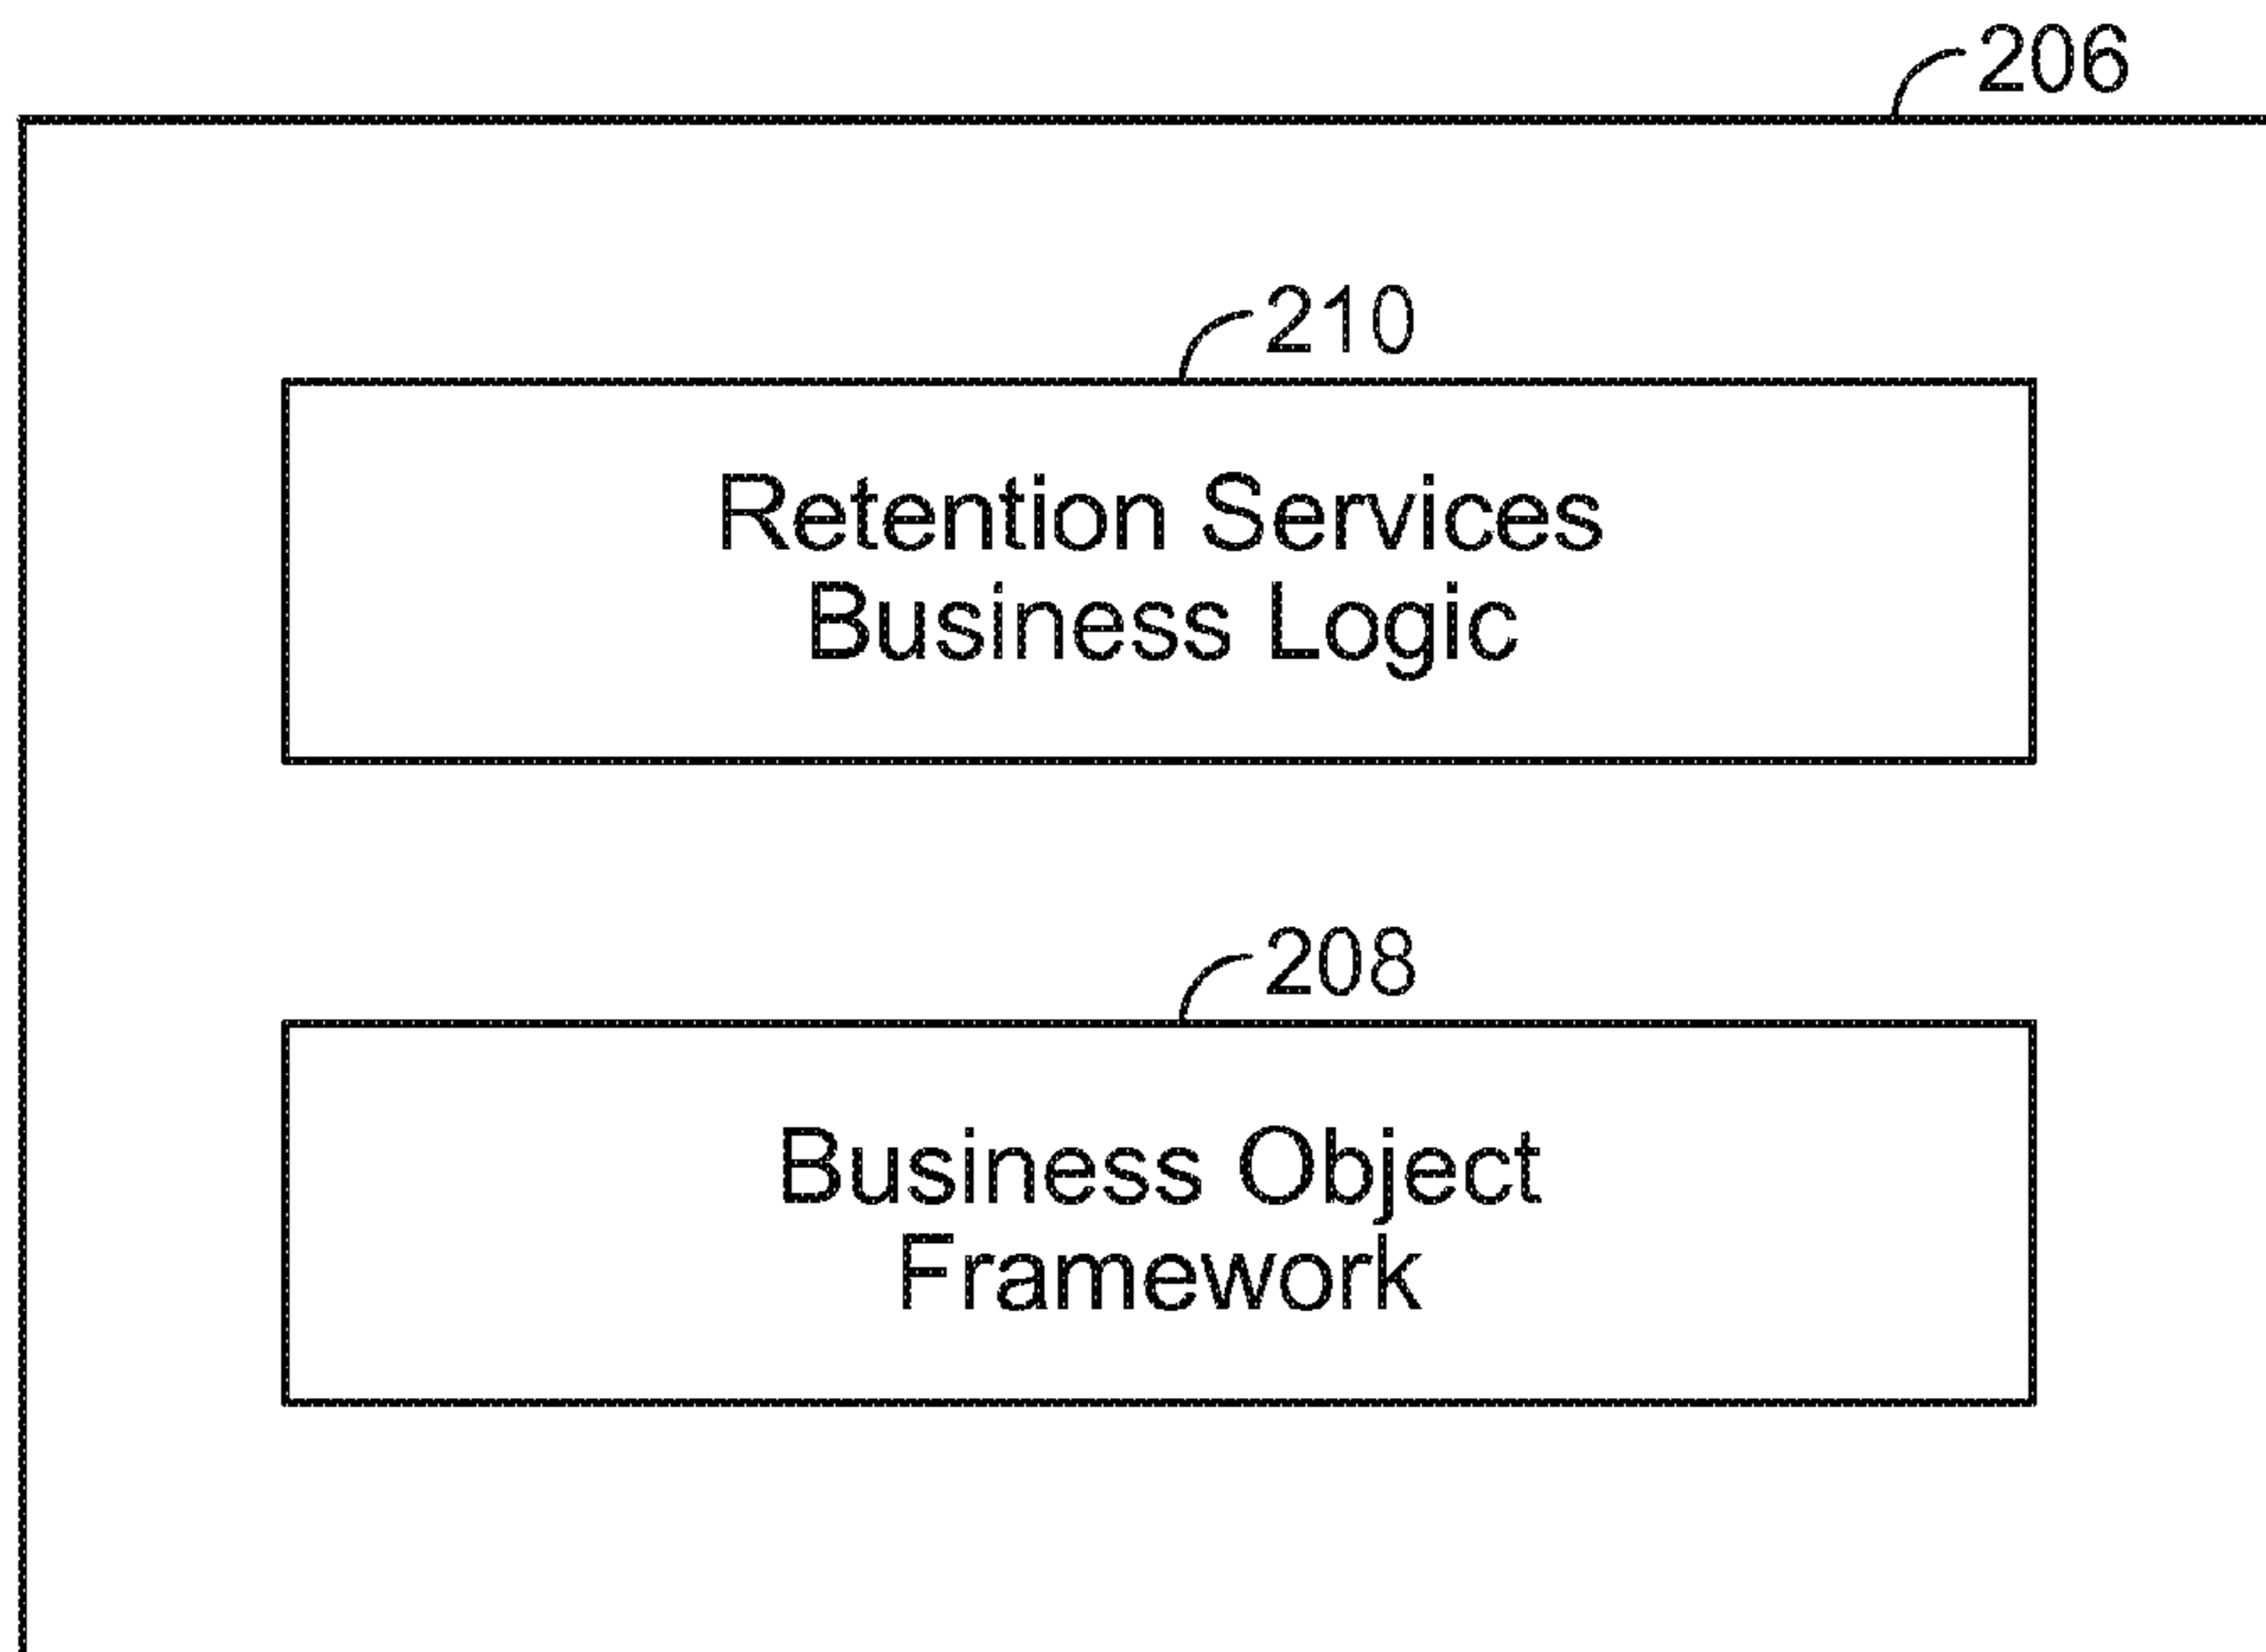 206
210
Retention Services
Business Logic
208
Business Object
Framework